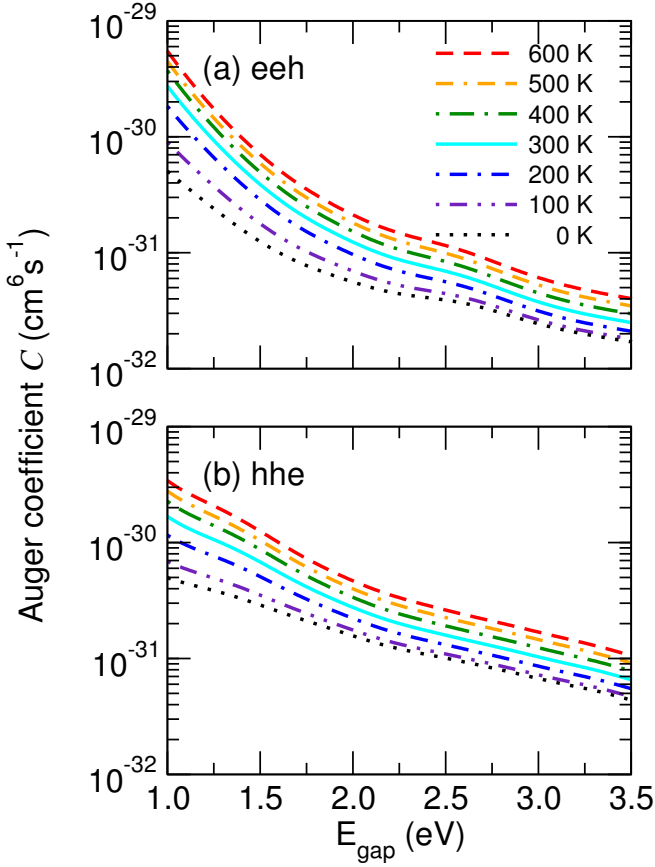 10^-29
(a) eeh
600 K
500 K
400 K
300 K
200 K
100 K
0 K
10^-30
10^-31
10^-32
Auger coefficient C (cm^6 s^-1)
10^-29
(b) hhe
10^-30
10^-31
10^-32
1.0 1.5 2.0 2.5 3.0 3.5
E_gap (eV)